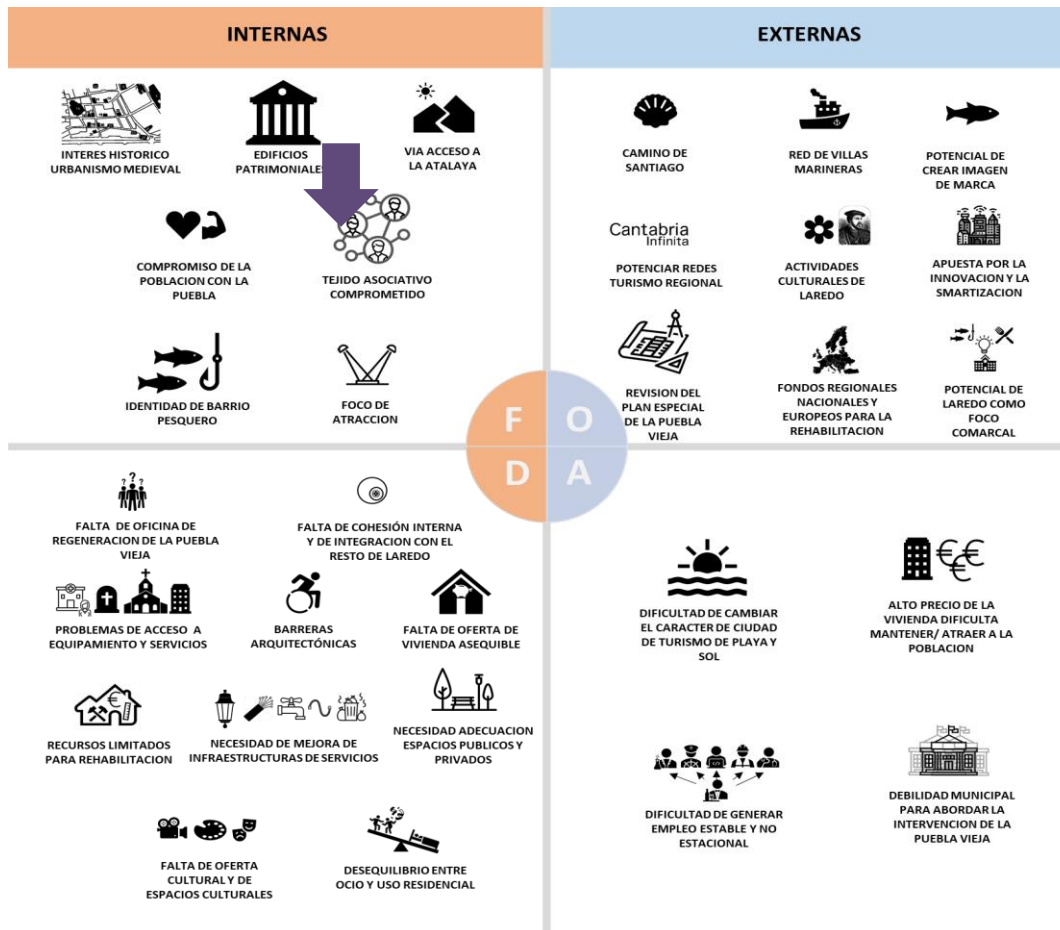 INTERNAS
EXTERNAS
INTERES HISTORICO
URBANISMO MEDIEVAL
EDIFICIOS
PATRIMONIALES
VIA ACCESO A
LA ATALAYA
COMPROMISO DE LA
POBLACION CON LA
PUEBLA
TEJIDO ASOCIATIVO
COMPROMETIDO
IDENTIDAD DE BARRIO
PESQUERO
FOCO DE
ATRACCION
CAMINO DE
SANTIAGO
RED DE VILLAS
MARINERAS
POTENCIAL DE
CREAR IMAGEN
DE MARCA
Cantabria
Infinita
POTENCIAR REDES
TURISMO REGIONAL
ACTIVIDADES
CULTURALES DE
LAREDO
APUESTA POR LA
INNOVACION Y LA
SMARTIZACION
REVISION DEL
PLAN ESPECIAL
DE LA PUEBLA
VIEJA
FONDOS REGIONALES
NACIONALES Y
EUROPEOS PARA LA
REHABILITACION
POTENCIAL DE
LAREDO COMO
FOCO
COMARCAL
F O
D A
? ? ?
FALTA DE OFICINA DE
REGENERACION DE LA PUEBLA
VIEJA
FALTA DE COHESIÓN INTERNA
Y DE INTEGRACION CON EL
RESTO DE LAREDO
PROBLEMAS DE ACCESO A
EQUIPAMIENTO Y SERVICIOS
BARRERAS
ARQUITECTÓNICAS
FALTA DE OFERTA DE
VIVIENDA ASEQUIBLE
€
RECURSOS LIMITADOS
PARA REHABILITACION
NECESIDAD DE MEJORA DE
INFRAESTRUCTURAS DE SERVICIOS
NECESIDAD ADECUACION
ESPACIOS PUBLICOS Y
PRIVADOS
FALTA DE OFERTA
CULTURAL Y DE
ESPACIOS CULTURALES
DESEQUILIBRIO ENTRE
OCIO Y USO RESIDENCIAL
DIFICULTAD DE CAMBIAR
EL CARACTER DE CIUDAD
DE TURISMO DE PLAYA Y
SOL
€€€€
ALTO PRECIO DE LA
VIVIENDA DIFICULTA
MANTENER/ ATRAER A LA
POBLACION
DIFICULTAD DE GENERAR
EMPLEO ESTABLE Y NO
ESTACIONAL
DEBILIDAD MUNICIPAL
PARA ABORDAR LA
INTERVENCION DE LA
PUEBLA VIEJA